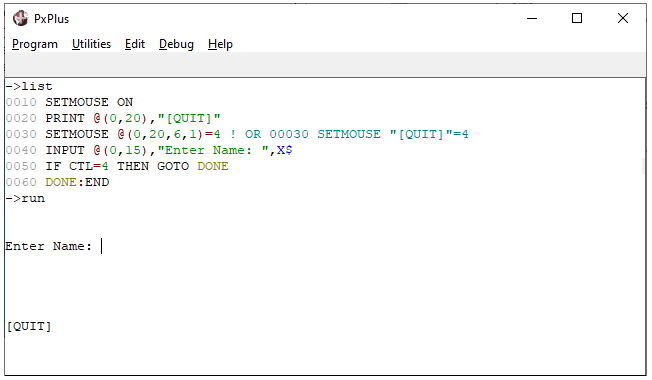 PxPlus
Program Utilities Edit Debug Help
->list
0010 SETMOUSE ON
0020 PRINT @(0,20),"[QUIT]"
0030 SETMOUSE @(0,20,6,1)=4 ! OR 00030 SETMOUSE "[QUIT]"=4
0040 INPUT @(0,15),"Enter Name: ",X$
0050 IF CTL=4 THEN GOTO DONE
0060 DONE:END
->run
Enter Name:
[QUIT]